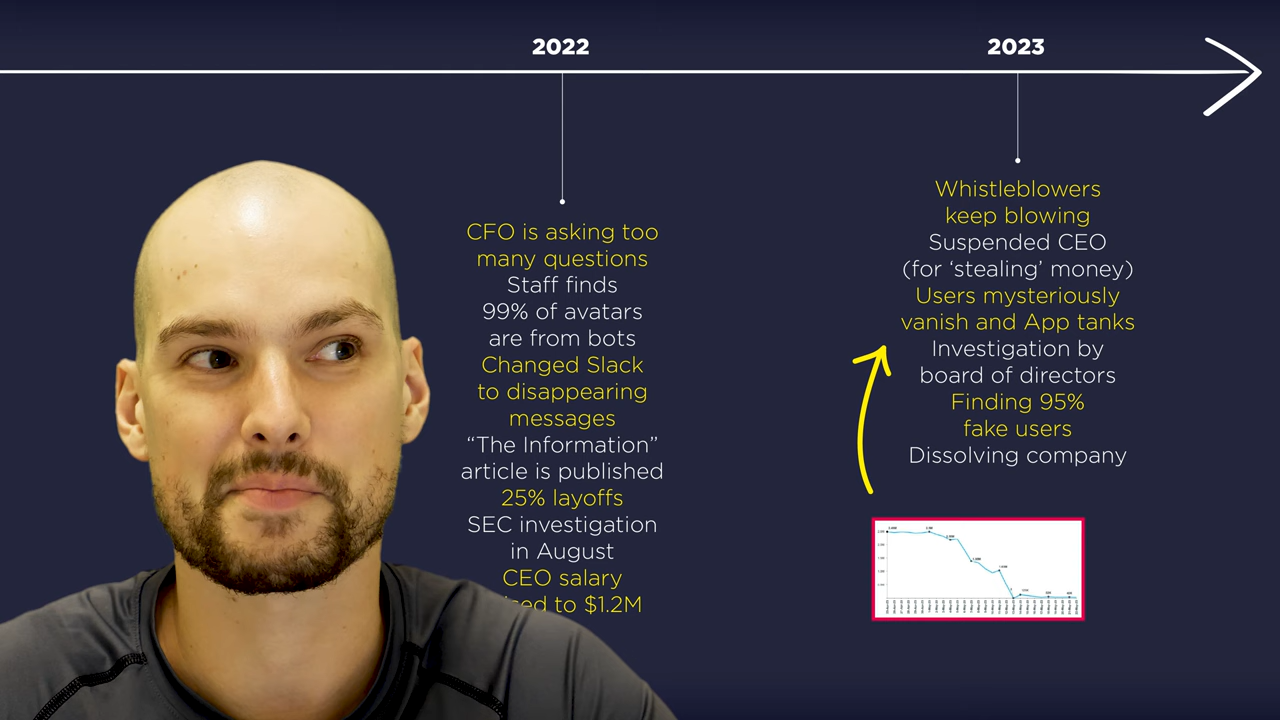 2022
2023
CFO is asking too
many questions
Staff finds
99% of avatars
are from bots
Changed Slack
to disappearing
messages
“The Information”
article is published
25% layoffs
SEC investigation
in August
CEO salary
to $1.2M
Whistleblowers
keep blowing
Suspended CEO
(for ‘stealing’ money)
Users mysteriously
vanish and App tanks
Investigation by
board of directors
Finding 95%
fake users
Dissolving company